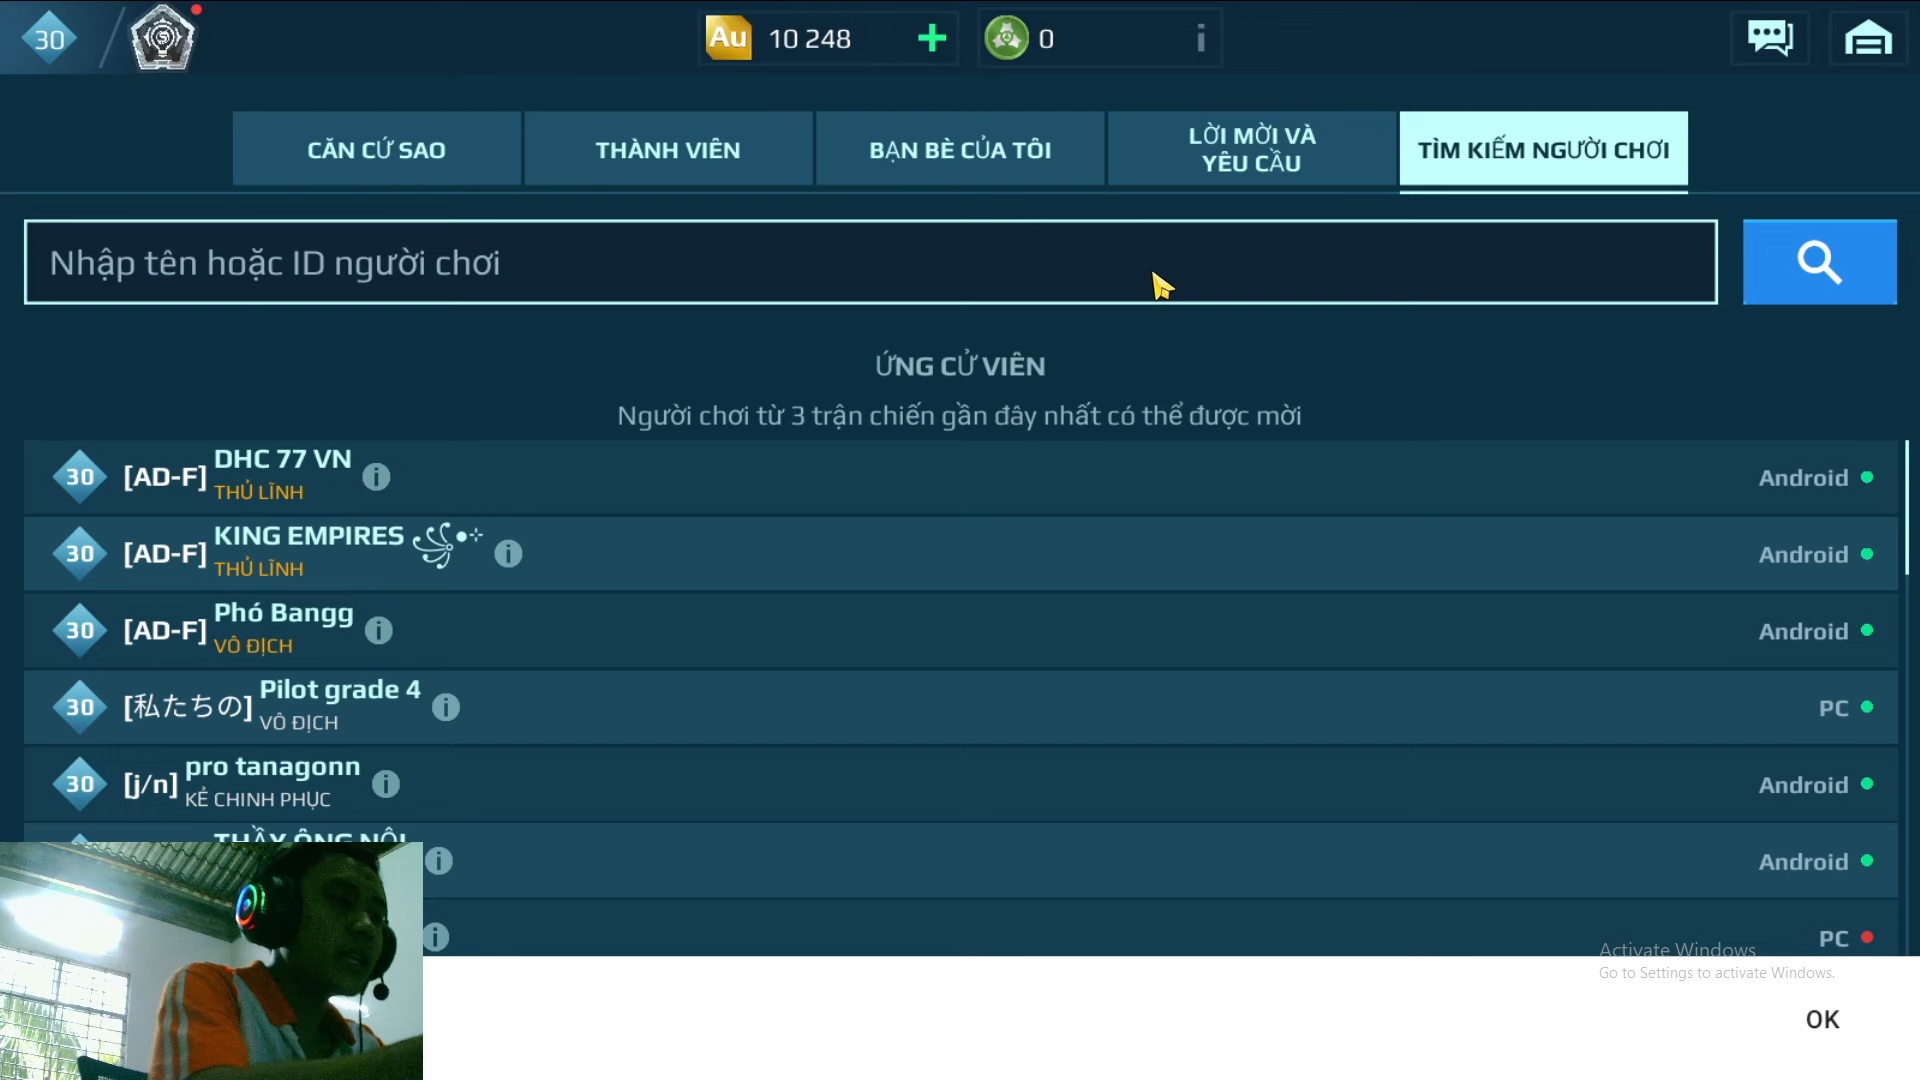 30
Au 10 248
0
CĂN CỨ SAO
THÀNH VIÊN
BẠN BÈ CỦA TÔI
LỜI MỜI VÀ
YÊU CẦU
TÌM KIẾM NGƯỜI CHƠI
Nhập tên hoặc ID người chơi
ỨNG CỬ VIÊN
Người chơi từ 3 trận chiến gần đây nhất có thể được mời
30 [AD-F] DHC 77 VN Android
THỦ LĨNH
30 [AD-F] KING EMPIRES Android
THỦ LĨNH
30 [AD-F] Phó Bangg Android
VÔ ĐỊCH
30 [私たちの] Pilot grade 4 PC
VÔ ĐỊCH
30 [j/n] pro tanagonn Android
KẺ CHINH PHỤC
THẦY ÔNG NỘI
Android
PC
Activate Windows
Go to Settings to activate Windows.
OK